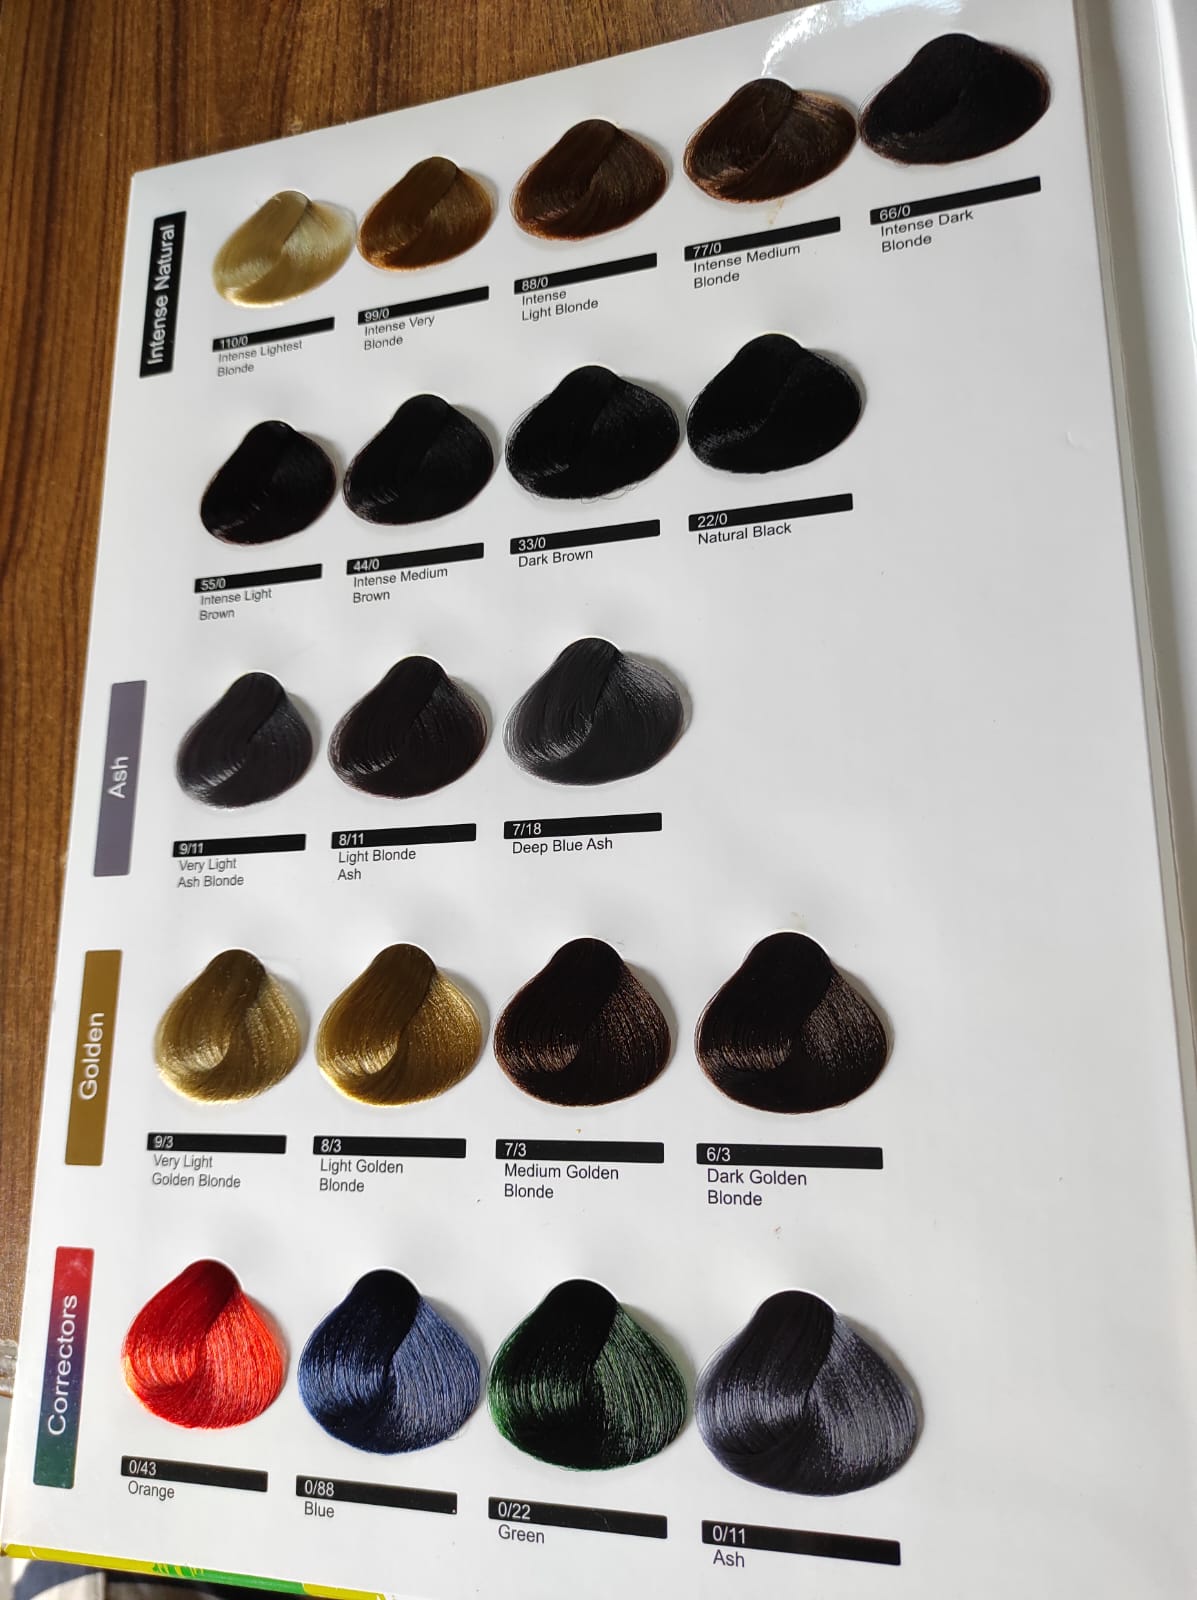 Intense Natural
110/0
Intense Lightest
Blonde
99/0
Intense Very
Blonde
88/0
Intense
Light Blonde
77/0
Intense Medium
Blonde
66/0
Intense Dark
Blonde
55/0
Intense Light
Brown
44/0
Intense Medium
Brown
33/0
Dark Brown
22/0
Natural Black
Ash
9/11
Very Light
Ash Blonde
8/11
Light Blonde
Ash
7/18
Deep Blue Ash
Golden
9/3
Very Light
Golden Blonde
8/3
Light Golden
Blonde
7/3
Medium Golden
Blonde
6/3
Dark Golden
Blonde
Correctors
0/43
Orange
0/88
Blue
0/22
Green
0/11
Ash